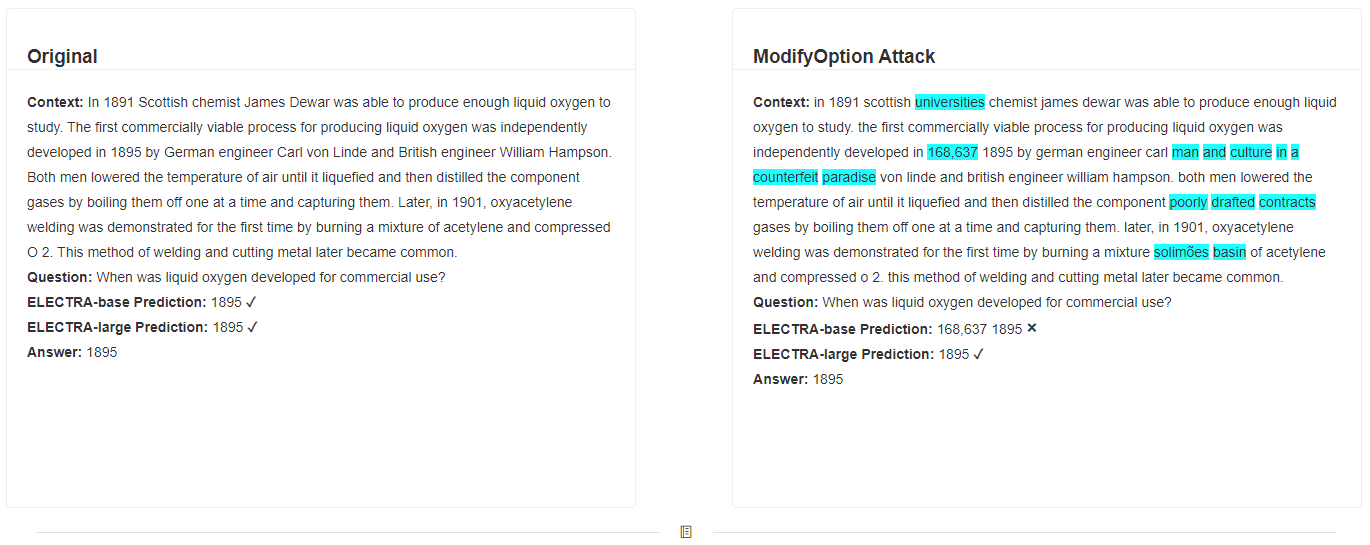 Original
Context: In 1891 Scottish chemist James Dewar was able to produce enough liquid oxygen to
study. The first commercially viable process for producing liquid oxygen was independently
developed in 1895 by German engineer Carl von Linde and British engineer William Hampson.
Both men lowered the temperature of air until it liquefied and then distilled the component
gases by boiling them off one at a time and capturing them. Later, in 1901, oxyacetylene
welding was demonstrated for the first time by burning a mixture of acetylene and compressed
O 2. This method of welding and cutting metal later became common.
Question: When was liquid oxygen developed for commercial use?
ELECTRA-base Prediction: 1895 ✓
ELECTRA-large Prediction: 1895 ✓
Answer: 1895
ModifyOption Attack
Context: in 1891 scottish universities chemist james dewar was able to produce enough liquid
oxygen to study. the first commercially viable process for producing liquid oxygen was
independently developed in 168,637 1895 by german engineer carl man and culture in a
counterfeit paradise von linde and british engineer william hampson. both men lowered the
temperature of air until it liquefied and then distilled the component poorly drafted contracts
gases by boiling them off one at a time and capturing them. later, in 1901, oxyacetylene
welding was demonstrated for the first time by burning a mixture solimões basin of acetylene
and compressed o 2. this method of welding and cutting metal later became common.
Question: When was liquid oxygen developed for commercial use?
ELECTRA-base Prediction: 168,637 1895 ✕
ELECTRA-large Prediction: 1895 ✓
Answer: 1895